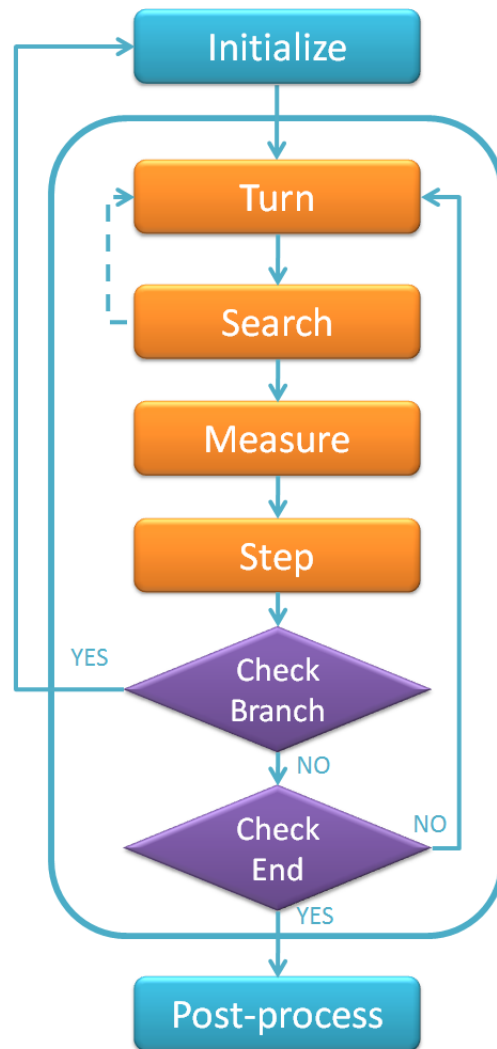 Initialize
Turn
Search
Measure
Step
YES
Check
Branch
NO
Check
End
NO
YES
Post-process